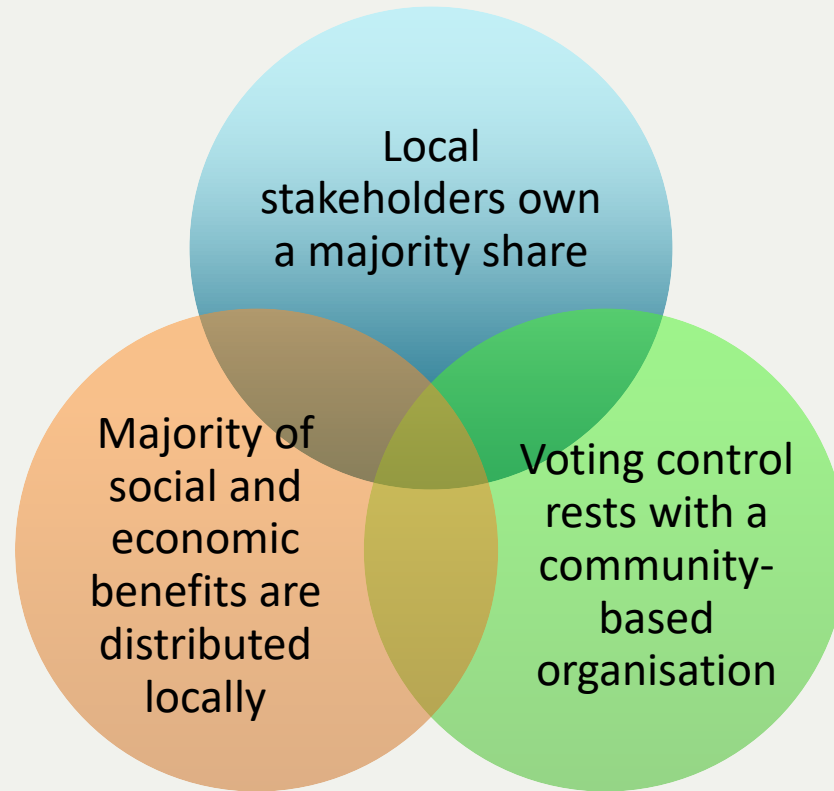 Local
stakeholders own
a majority share
Majority of
social and
economic
benefits are
distributed
locally
Voting control
rests with a
community-
based
organisation